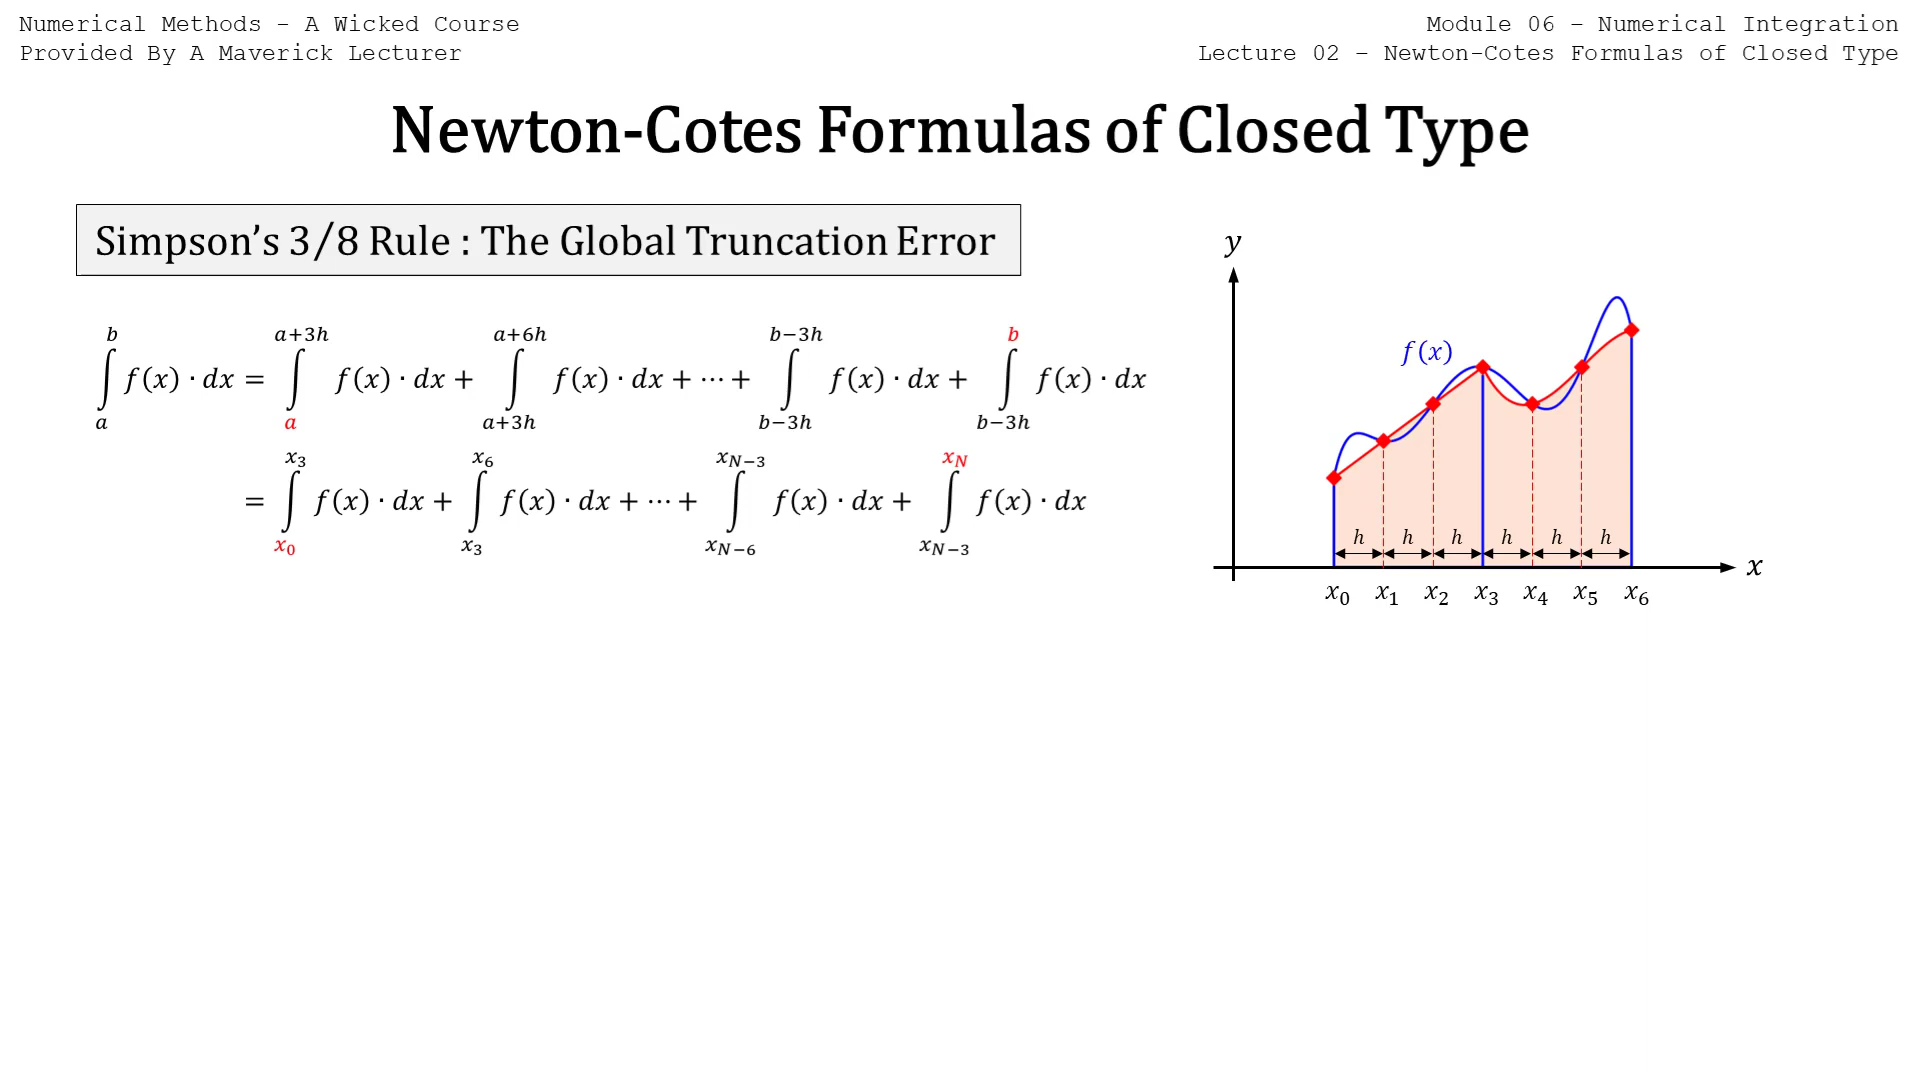 Numerical Methods - A Wicked Course
Provided By A Maverick Lecturer
Module 06 – Numerical Integration
Lecture 02 – Newton-Cotes Formulas of Closed Type
Newton-Cotes Formulas of Closed Type
Simpson's 3/8 Rule : The Global Truncation Error
∫_a^b f(x) · dx = ∫_a^{a+3h} f(x) · dx + ∫_{a+3h}^{a+6h} f(x) · dx + ⋯ + ∫_{b−3h}^{b−3h} f(x) · dx + ∫_{b−3h}^b f(x) · dx
= ∫_{x_0}^{x_3} f(x) · dx + ∫_{x_3}^{x_6} f(x) · dx + ⋯ + ∫_{x_{N−6}}^{x_{N−3}} f(x) · dx + ∫_{x_{N−3}}^{x_N} f(x) · dx
y
f(x)
h h h h h h
x
x_0 x_1 x_2 x_3 x_4 x_5 x_6